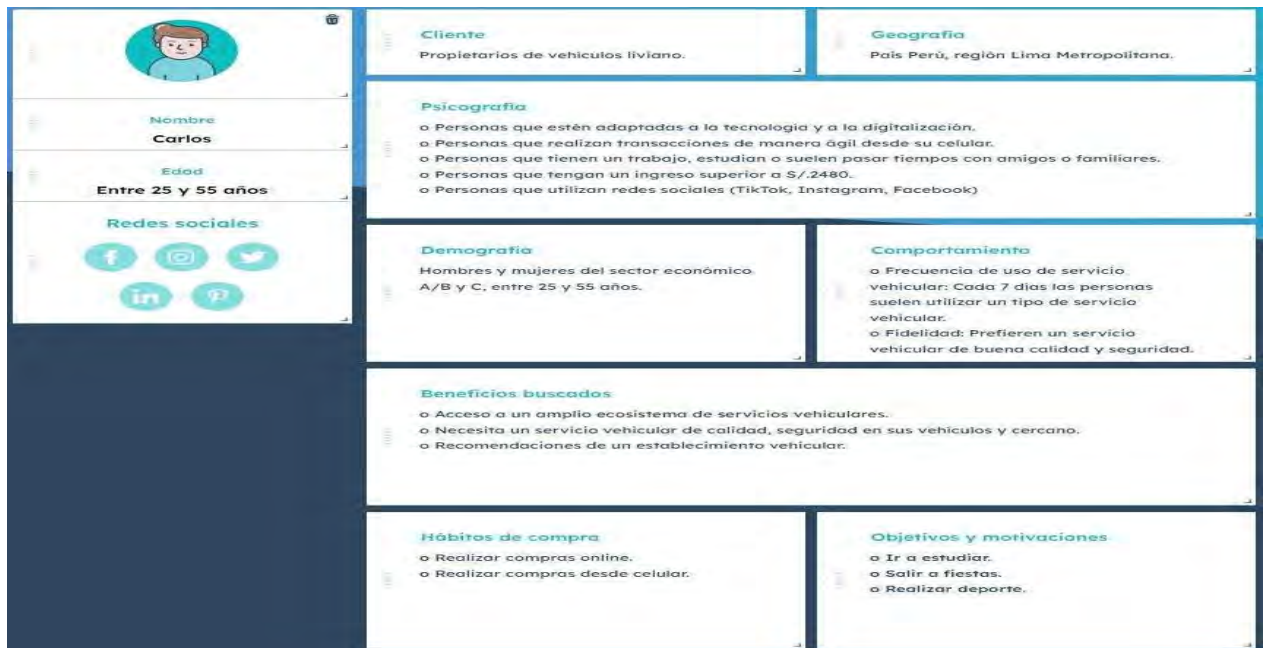 Nombre
Carlos
Edad
Entre 25 y 55 años
Redes sociales
Cliente
Propietarios de vehiculos liviano.
Geografía
País Perú, región Lima Metropolitana.
Psicografía
o Personas que estén adaptadas a la tecnología y a la digitalización.
o Personas que realizan transacciones de manera ágil desde su celular.
o Personas que tienen un trabajo, estudian o suelen pasar tiempos con amigos o familiares.
o Personas que tengan un ingreso superior a S/.2480.
o Personas que utilizan redes sociales (TikTok, Instagram, Facebook)
Demografía
Hombres y mujeres del sector económico
A/B y C, entre 25 y 55 años.
Comportamiento
o Frecuencia de uso de servicio
vehicular: Cada 7 días las personas
suelen utilizar un tipo de servicio
vehicular.
o Fidelidad: Prefieren un servicio
vehicular de buena calidad y seguridad.
Beneficios buscados
o Acceso a un amplio ecosistema de servicios vehiculares.
o Necesita un servicio vehicular de calidad, seguridad en sus vehículos y cercano.
o Recomendaciones de un establecimiento vehicular.
Hábitos de compra
o Realizar compras online.
o Realizar compras desde celular.
Objetivos y motivaciones
o Ir a estudiar.
o Salir a fiestas.
o Realizar deporte.